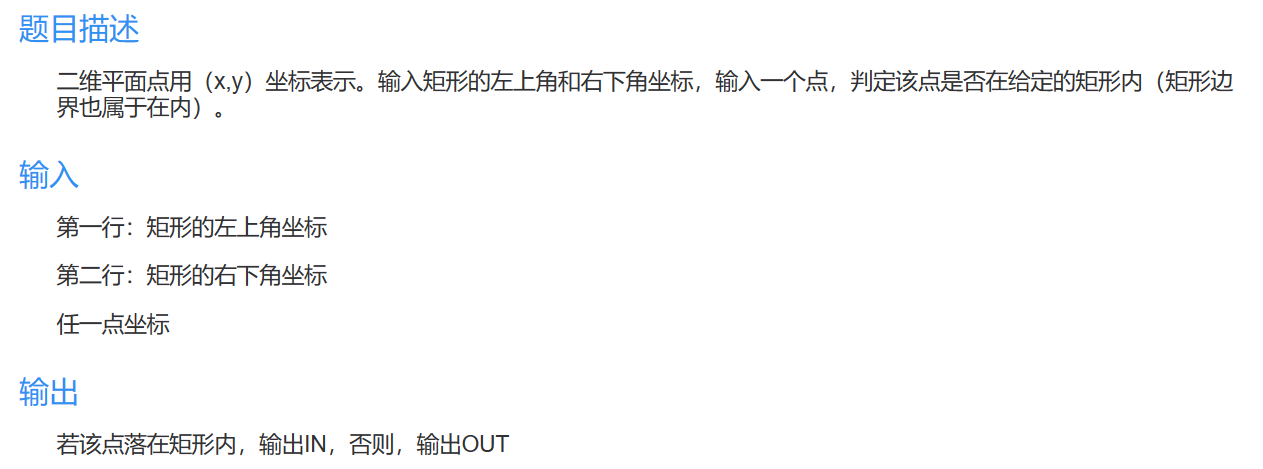 题目描述
二维平面点用（x,y）坐标表示。输入矩形的左上角和右下角坐标，输入一个点，判定该点是否在给定的矩形内（矩形边
界也属于在内）。
输入
第一行：矩形的左上角坐标
第二行：矩形的右下角坐标
任一点坐标
输出
若该点落在矩形内，输出IN，否则，输出OUT